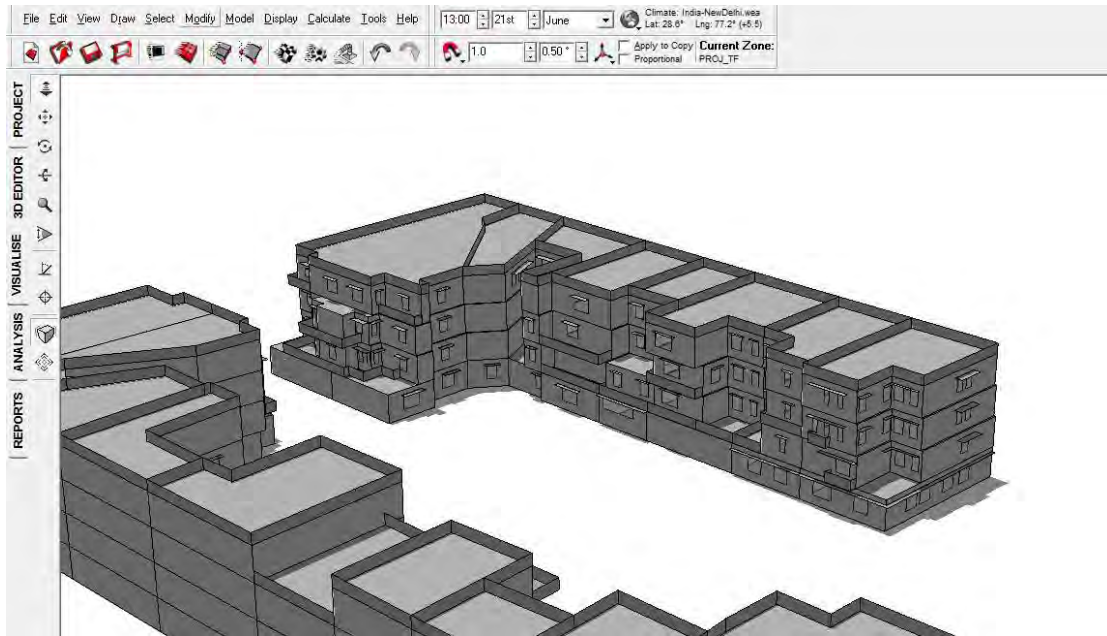 File Edit View Draw Select Modify Model Display Calculate Tools Help
13:00 21st June
Climate: India-NewDelhi.wea
Lat: 28.6° Lng: 77.2° (+5.5)
1.0 0.50 °
Apply to Copy
Proportional
Current Zone:
PROJ_TF
PROJECT
3D EDITOR
VISUALISE
ANALYSIS
REPORTS